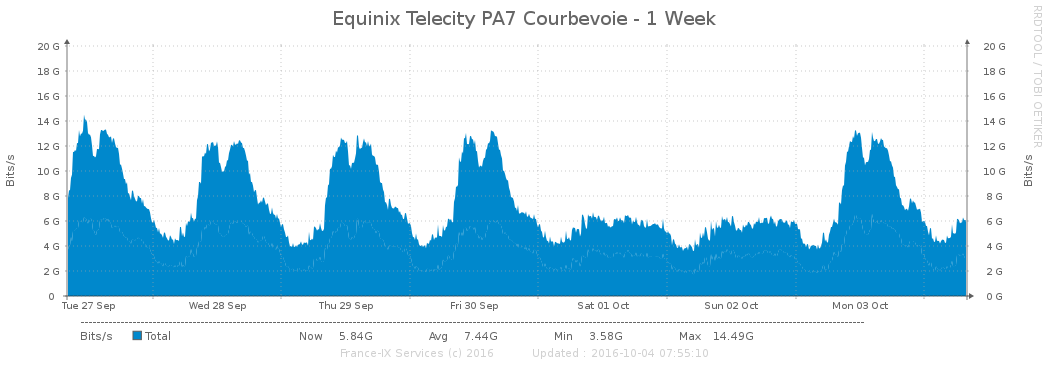 Equinix Telecity PA7 Courbevoie - 1 Week
RRDTOOL / TOBI OETIKER
Bits/s
20 G 20 G
18 G 18 G
16 G 16 G
14 G 14 G
12 G 12 G
10 G 10 G
8 G 8 G
6 G 6 G
4 G 4 G
2 G 2 G
0 0 G
Bits/s
Tue 27 Sep Wed 28 Sep Thu 29 Sep Fri 30 Sep Sat 01 Oct Sun 02 Oct Mon 03 Oct
Bits/s Total Now 5.84G Avg 7.44G Min 3.58G Max 14.49G
France-IX Services (c) 2016 Updated : 2016-10-04 07:55:10